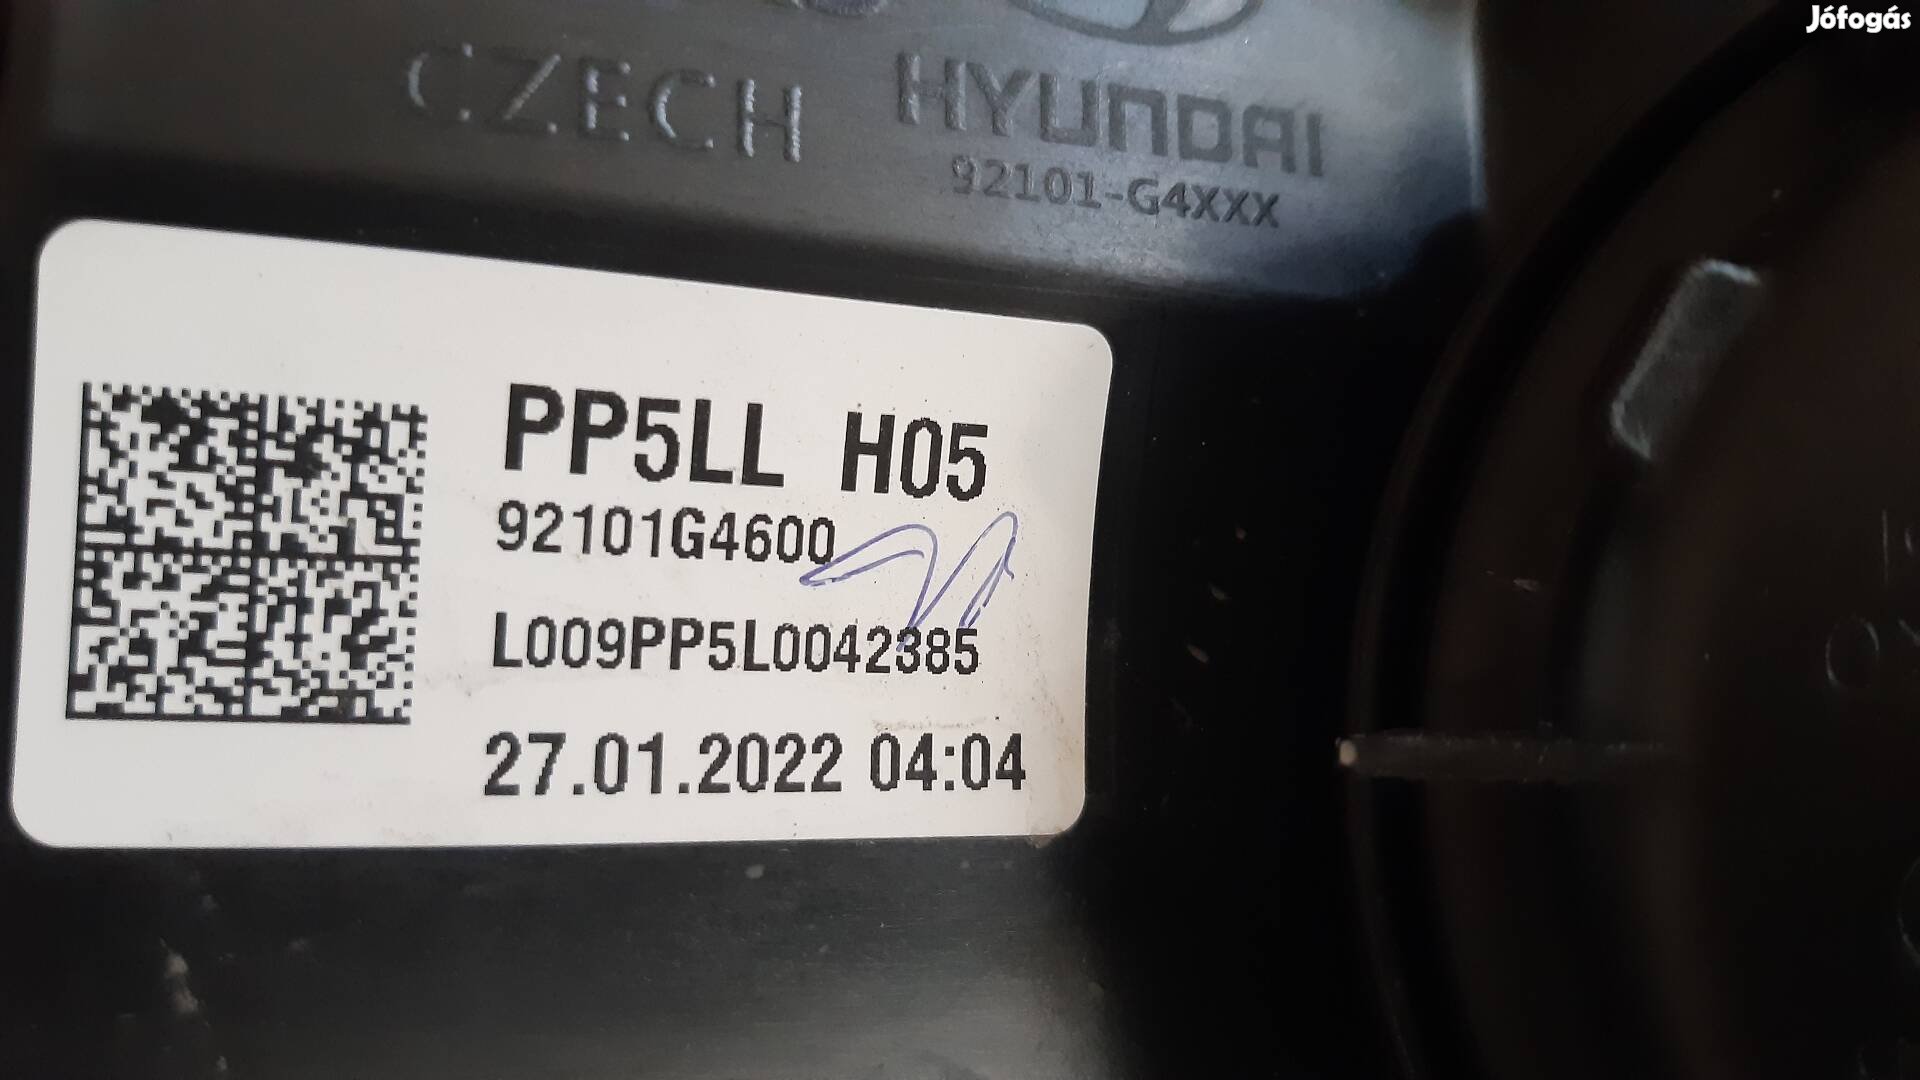 Jófogás
CZECH
HYUNDAI
92101-G4XXX
PP5LL H05
92101G4600
L009PP5L0042385
27.01.2022 04:04